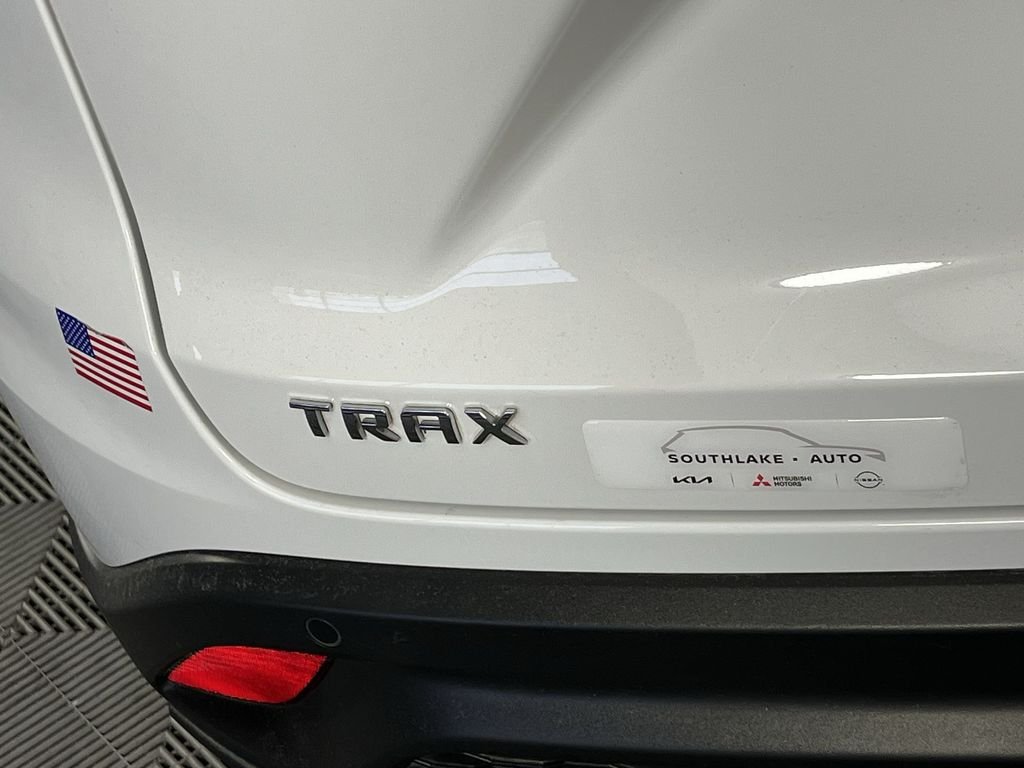 TRAX
SOUTHLAKE - AUTO
KIA MITSUBISHI MOTORS NISSAN